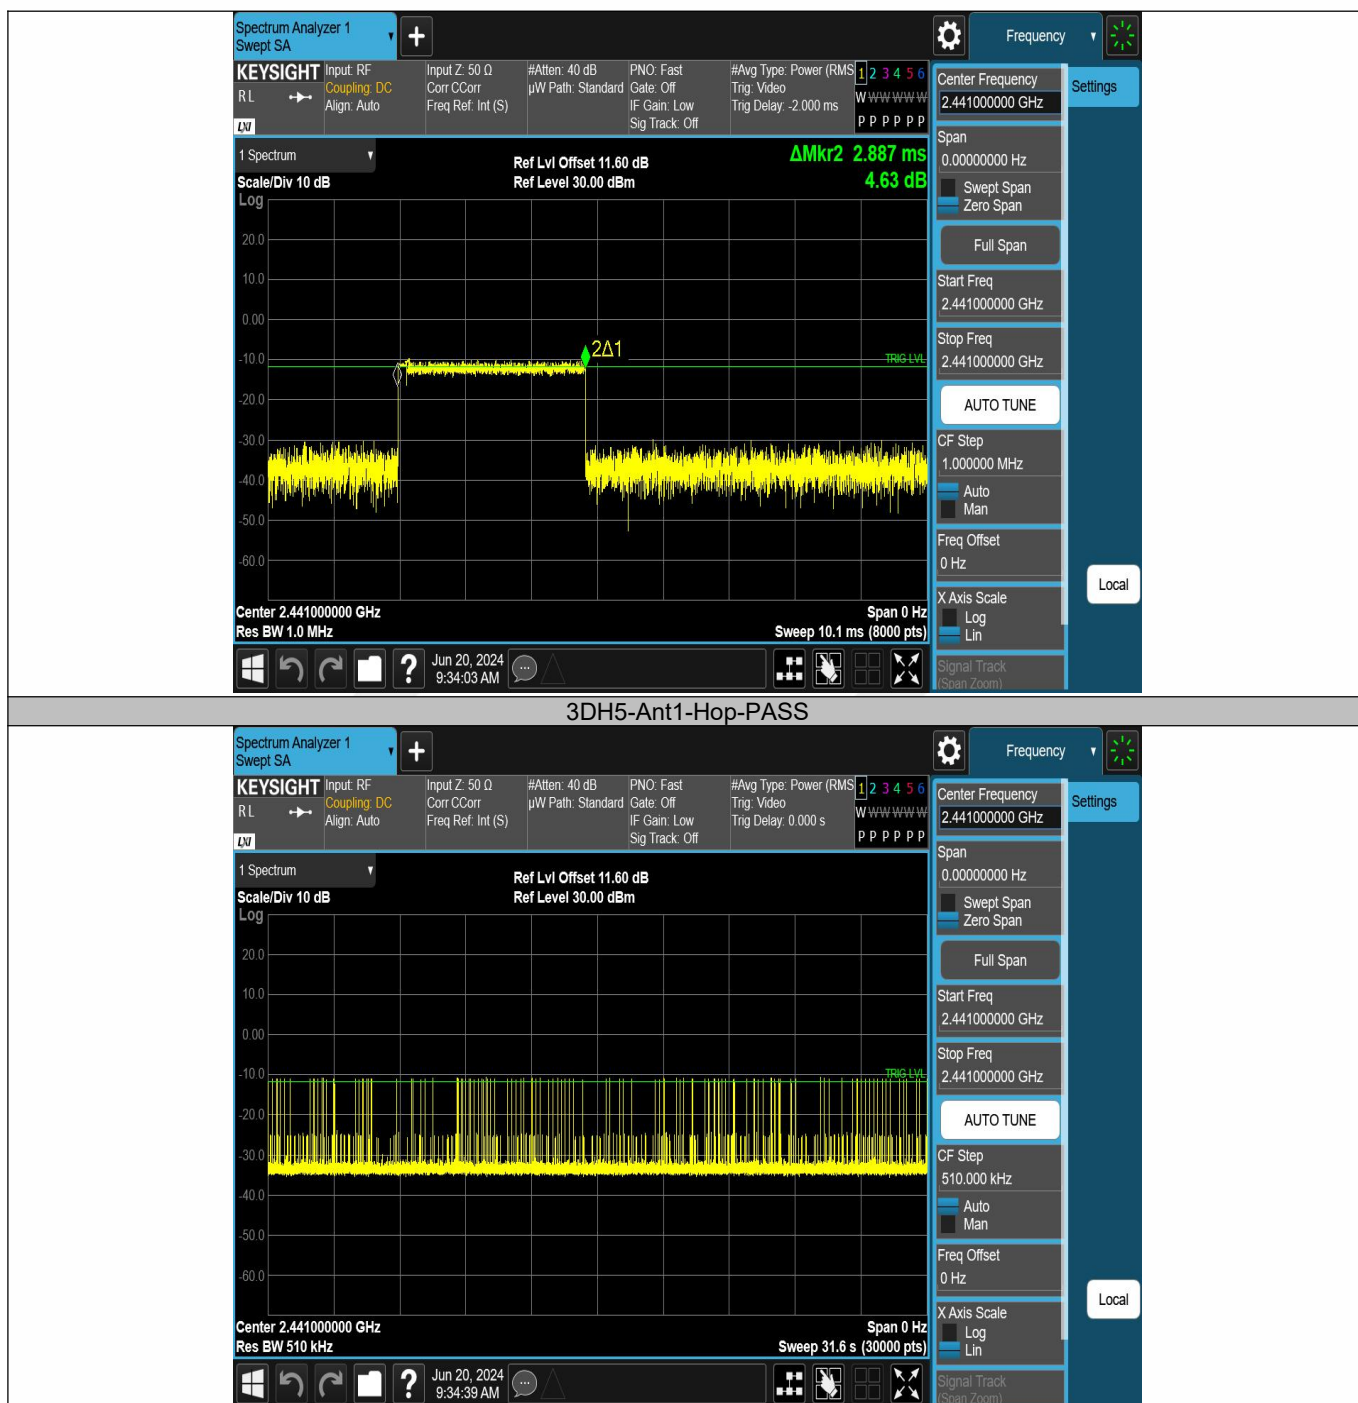 Spectrum Analyzer 1
Swept SA
+
Frequency
KEYSIGHT
R L
LXI
Input: RF
Coupling: DC
Align: Auto
Input Z: 50 Ω
Corr CCorr
Freq Ref: Int (S)
#Atten: 40 dB
µW Path: Standard
PNO: Fast
Gate: Off
IF Gain: Low
Sig Track: Off
#Avg Type: Power (RMS
Trig: Video
Trig Delay: -2.000 ms
1 2 3 4 5 6
W W W W W W
P P P P P P
1 Spectrum
Scale/Div 10 dB
Log
Ref Lvl Offset 11.60 dB
Ref Level 30.00 dBm
ΔMkr2 2.887 ms
4.63 dB
20.0
10.0
0.00
-10.0
-20.0
-30.0
-40.0
-50.0
-60.0
2Δ1
TRIG LVL
Center 2.441000000 GHz
Res BW 1.0 MHz
Span 0 Hz
Sweep 10.1 ms (8000 pts)
?
Jun 20, 2024
9:34:03 AM
Center Frequency
2.441000000 GHz
Span
0.00000000 Hz
Swept Span
Zero Span
Full Span
Start Freq
2.441000000 GHz
Stop Freq
2.441000000 GHz
AUTO TUNE
CF Step
1.000000 MHz
Auto
Man
Freq Offset
0 Hz
X Axis Scale
Log
Lin
Signal Track
(Span Zoom)
Settings
Local
3DH5-Ant1-Hop-PASS
Spectrum Analyzer 1
Swept SA
+
Frequency
KEYSIGHT
R L
LXI
Input: RF
Coupling: DC
Align: Auto
Input Z: 50 Ω
Corr CCorr
Freq Ref: Int (S)
#Atten: 40 dB
µW Path: Standard
PNO: Fast
Gate: Off
IF Gain: Low
Sig Track: Off
#Avg Type: Power (RMS
Trig: Video
Trig Delay: 0.000 s
1 2 3 4 5 6
W W W W W W
P P P P P P
1 Spectrum
Scale/Div 10 dB
Log
Ref Lvl Offset 11.60 dB
Ref Level 30.00 dBm
20.0
10.0
0.00
-10.0
-20.0
-30.0
-40.0
-50.0
-60.0
TRIG LVL
Center 2.441000000 GHz
Res BW 510 kHz
Span 0 Hz
Sweep 31.6 s (30000 pts)
?
Jun 20, 2024
9:34:39 AM
Center Frequency
2.441000000 GHz
Span
0.00000000 Hz
Swept Span
Zero Span
Full Span
Start Freq
2.441000000 GHz
Stop Freq
2.441000000 GHz
AUTO TUNE
CF Step
510.000 kHz
Auto
Man
Freq Offset
0 Hz
X Axis Scale
Log
Lin
Signal Track
(Span Zoom)
Settings
Local